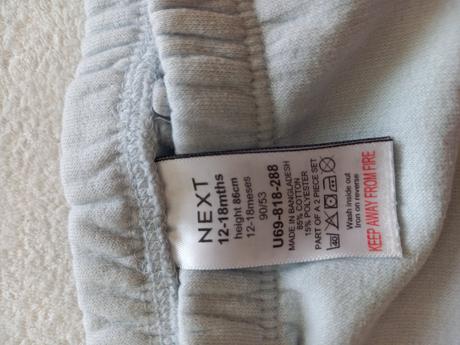 NEXT
12-18mths
height 86cm
12-18meses
90/53
U69-818-288
MADE IN BANGLADESH
85% COTTON
15% POLYESTER
PART OF A 2 PIECE SET
40
Wash inside out
Iron on reverse
KEEP AWAY FROM FIRE